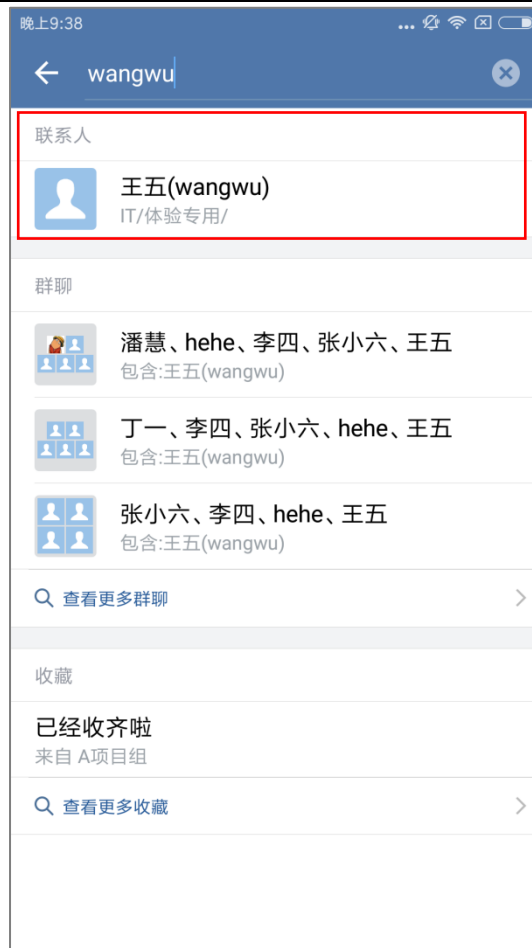 晚上9:38
wangwu
联系人
王五(wangwu)
IT/体验专用/
群聊
潘慧、hehe、李四、张小六、王五
包含:王五(wangwu)
丁一、李四、张小六、hehe、王五
包含:王五(wangwu)
张小六、李四、hehe、王五
包含:王五(wangwu)
查看更多群聊
收藏
已经收齐啦
来自 A项目组
查看更多收藏